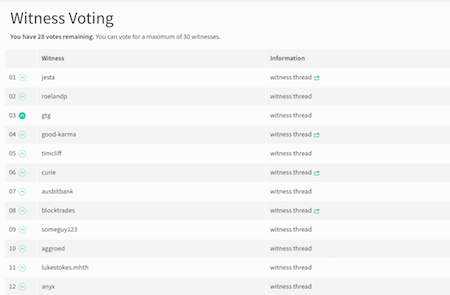 Witness Voting
You have 28 votes remaining. You can vote for a maximum of 30 witnesses.
Witness Information
01 jesta witness thread
02 roelandp witness thread
03 gtg witness thread
04 good-karma witness thread
05 timcliff witness thread
06 curie witness thread
07 ausbitbank witness thread
08 blocktrades witness thread
09 someguy123 witness thread
10 aggroed witness thread
11 lukestokes.mhth witness thread
12 anyx witness thread